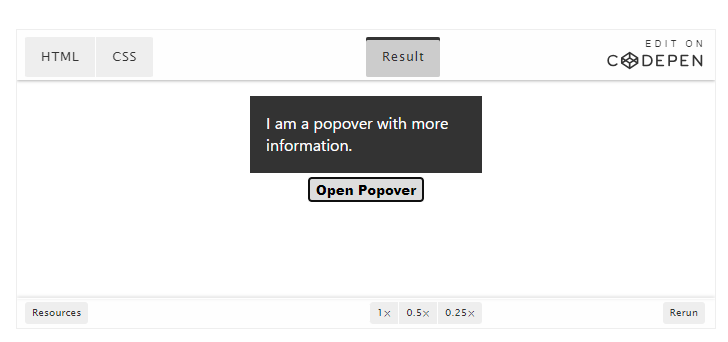 HTML CSS Result EDIT ON
CODEPEN
I am a popover with more
information.
Open Popover
Resources 1× 0.5× 0.25× Rerun